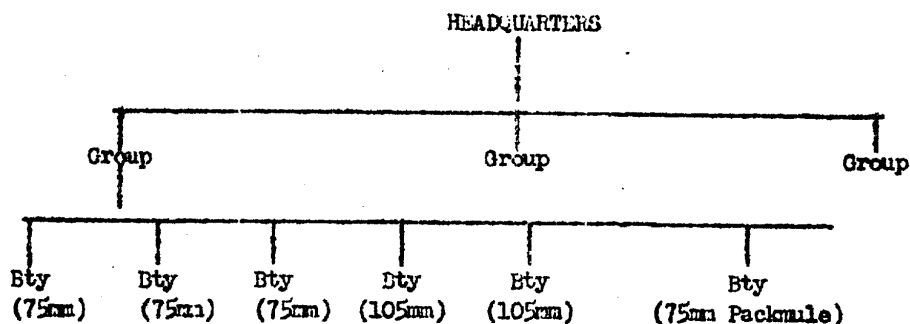 HEADQUARTERS
Group Group Group
Bty Bty Bty Bty Bty Bty
(75mm) (75mm) (75mm) (105mm) (105mm) (75mm Packmule)